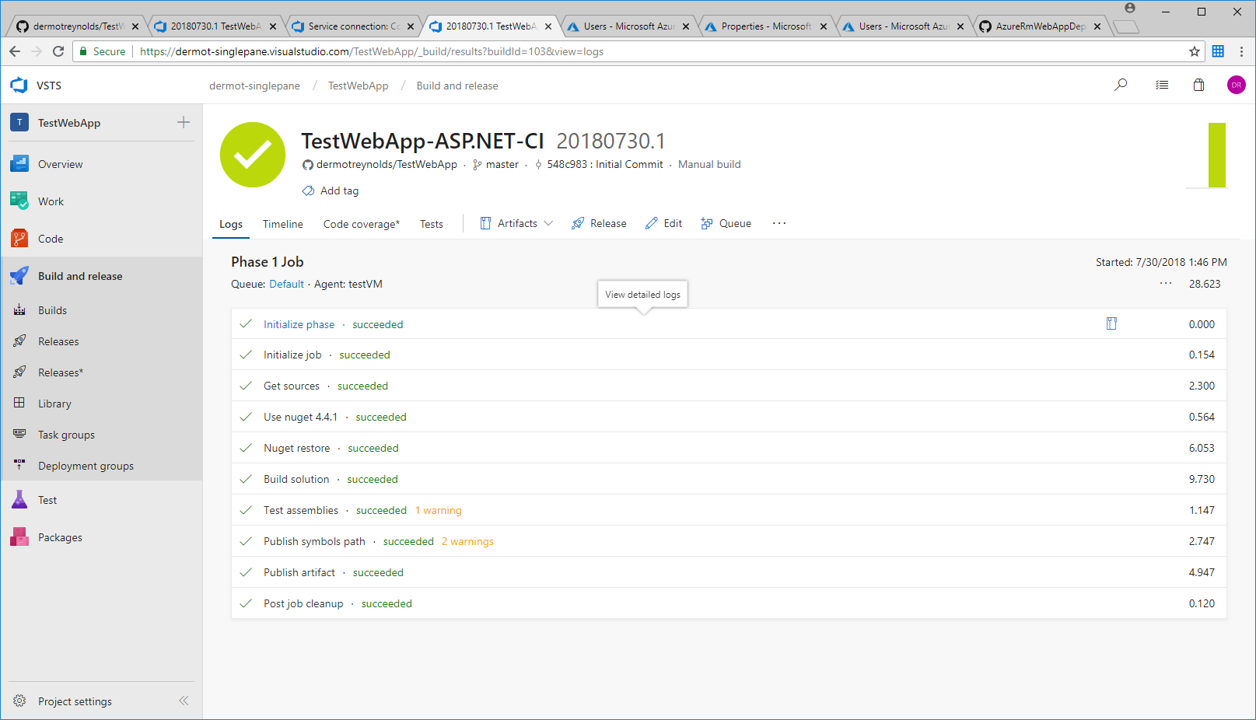 dermotreynolds/TestW
20180730.1 TestWebA
Service connection: Co
20180730.1 TestWebA
Users - Microsoft Azur
Properties - Microsoft
Users - Microsoft Azur
AzureRmWebAppDep
Secure https://dermot-singlepane.visualstudio.com/TestWebApp/_build/results?buildId=103&view=logs
VSTS
dermot-singlepane / TestWebApp / Build and release
DR
T TestWebApp
Overview
Work
Code
Build and release
Builds
Releases
Releases*
Library
Task groups
Deployment groups
Test
Packages
Project settings
TestWebApp-ASP.NET-CI 20180730.1
dermotreynolds/TestWebApp · master · 548c983 : Initial Commit · Manual build
Add tag
Logs Timeline Code coverage* Tests Artifacts Release Edit Queue ···
Phase 1 Job Started: 7/30/2018 1:46 PM
Queue: Default · Agent: testVM ··· 28.623
View detailed logs
Initialize phase · succeeded 0.000
Initialize job · succeeded 0.154
Get sources · succeeded 2.300
Use nuget 4.4.1 · succeeded 0.564
Nuget restore · succeeded 6.053
Build solution · succeeded 9.730
Test assemblies · succeeded 1 warning 1.147
Publish symbols path · succeeded 2 warnings 2.747
Publish artifact · succeeded 4.947
Post job cleanup · succeeded 0.120